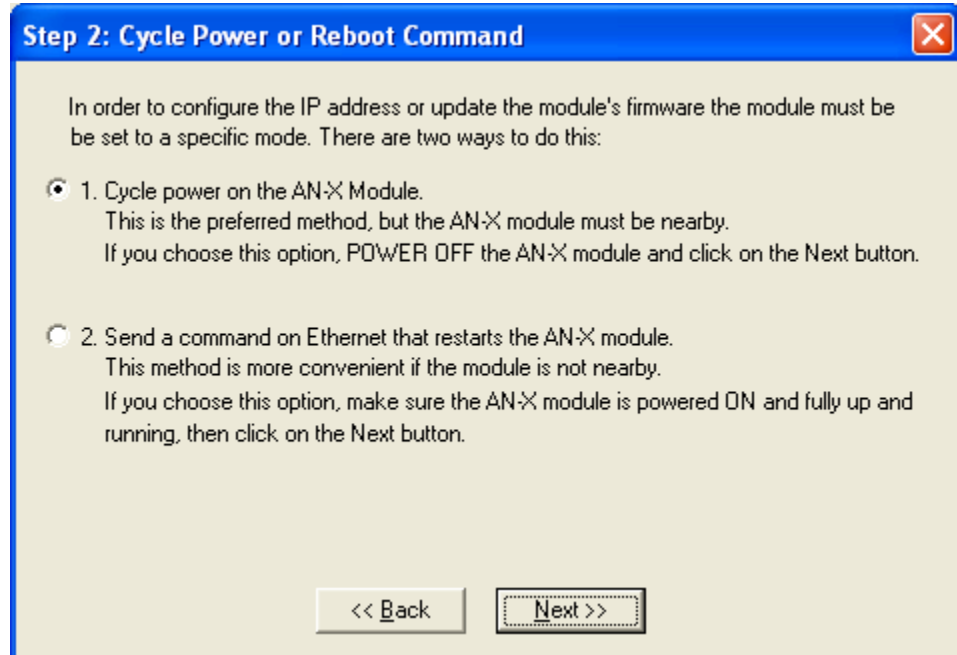 Step 2: Cycle Power or Reboot Command
In order to configure the IP address or update the module's firmware the module must be
be set to a specific mode. There are two ways to do this:
1. Cycle power on the AN-X Module.
This is the preferred method, but the AN-X module must be nearby.
If you choose this option, POWER OFF the AN-X module and click on the Next button.
2. Send a command on Ethernet that restarts the AN-X module.
This method is more convenient if the module is not nearby.
If you choose this option, make sure the AN-X module is powered ON and fully up and
running, then click on the Next button.
<< Back
Next >>